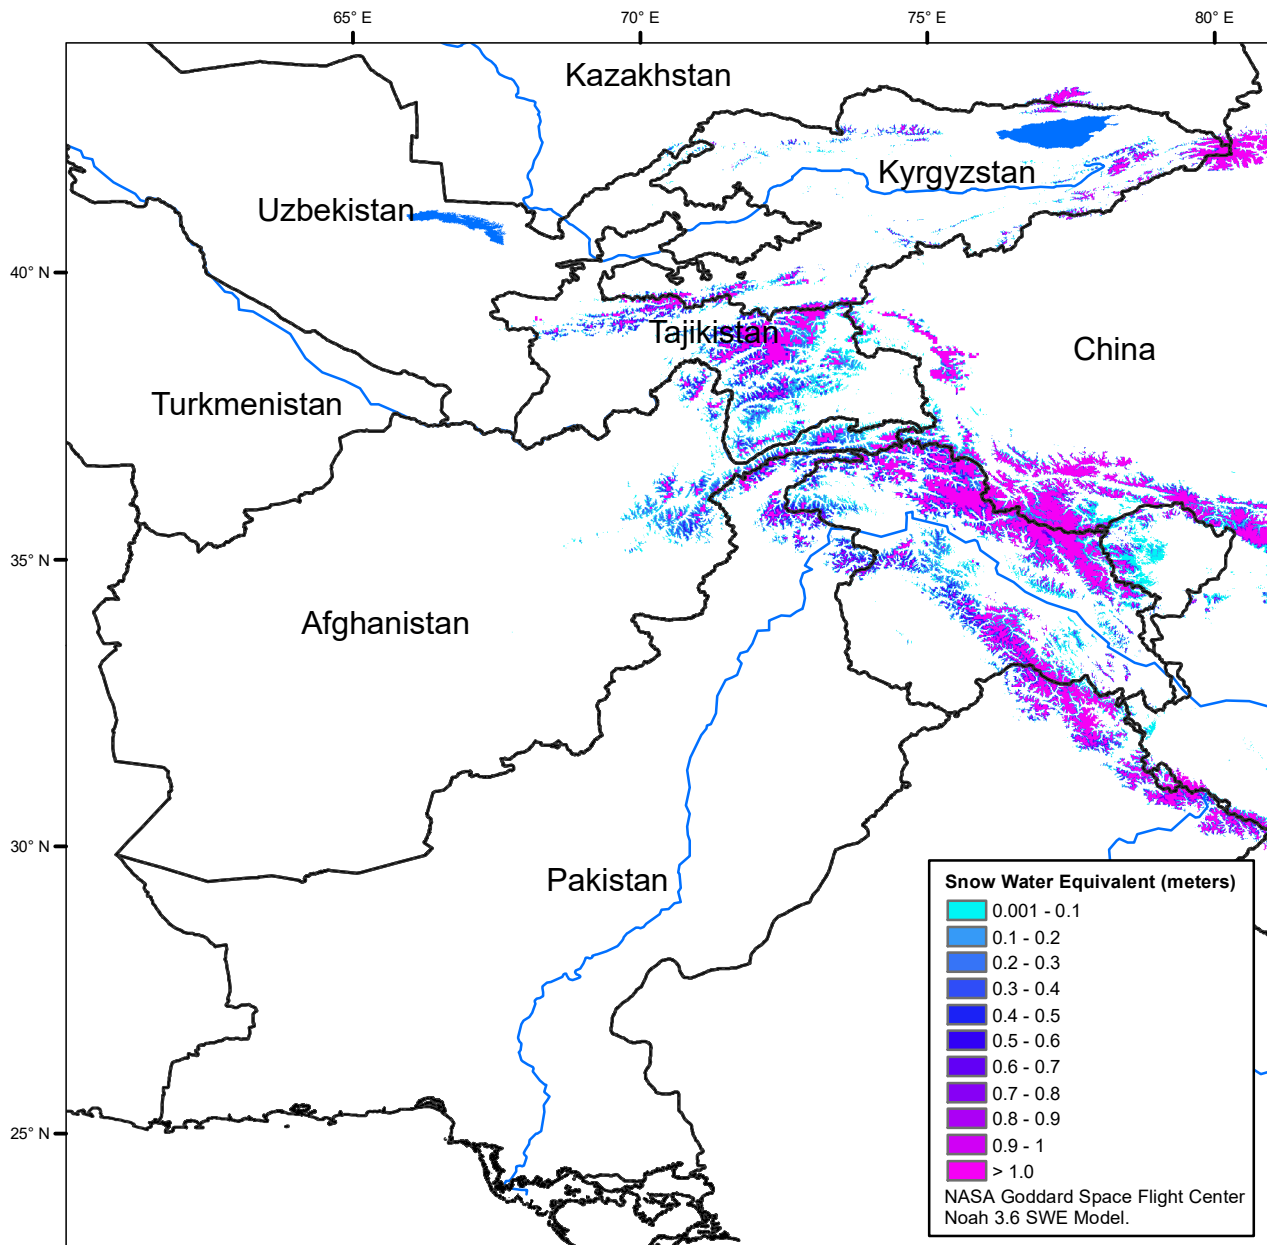 65° E
70° E
75° E
80° E
Kazakhstan
Kyrgyzstan
Uzbekistan
40° N
Tajikistan
China
Turkmenistan
35° N
Afghanistan
30° N
Pakistan
25° N
Snow Water Equivalent (meters)
0.001 - 0.1
0.1 - 0.2
0.2 - 0.3
0.3 - 0.4
0.4 - 0.5
0.5 - 0.6
0.6 - 0.7
0.7 - 0.8
0.8 - 0.9
0.9 - 1
> 1.0
NASA Goddard Space Flight Center
Noah 3.6 SWE Model.